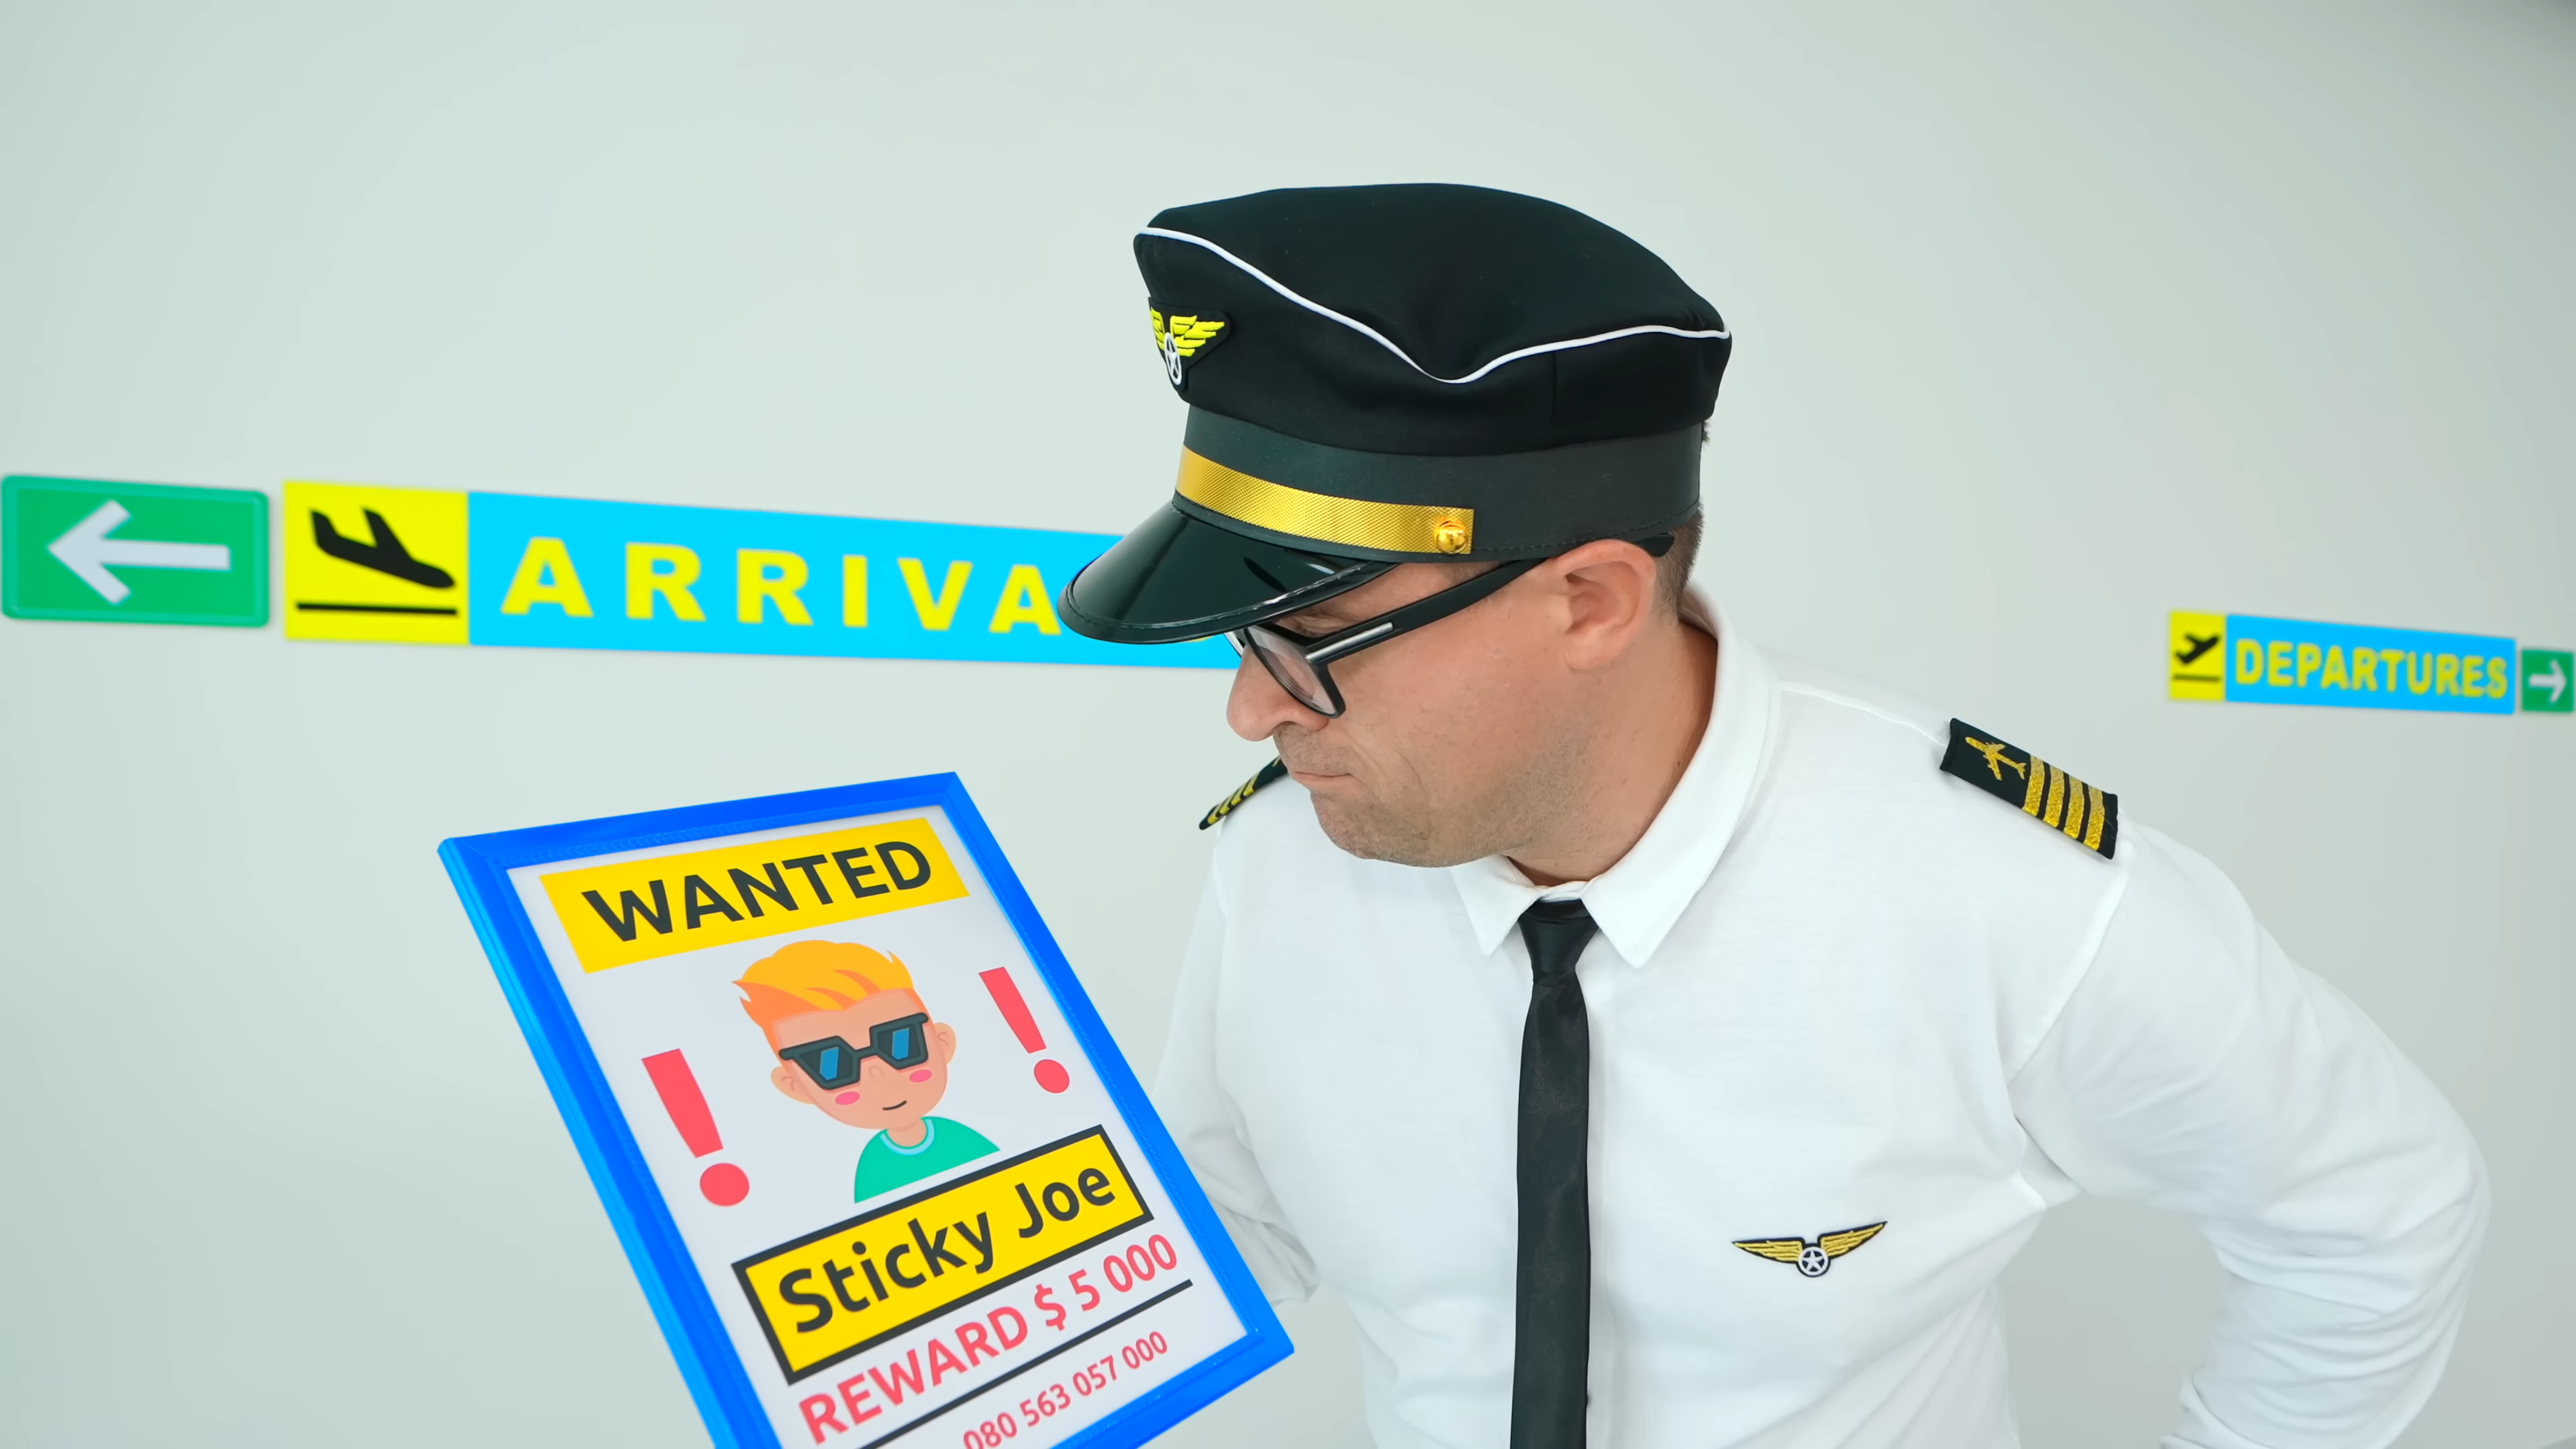 ARRIVA
DEPARTURES
WANTED
! !
Sticky Joe
REWARD $ 5 000
080 563 057 000